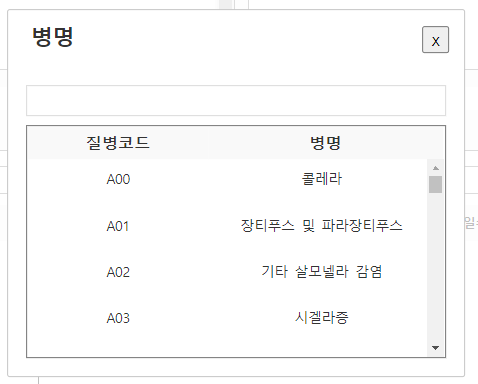 병명
x
질병코드 병명
A00 콜레라
A01 장티푸스 및 파라장티푸스
A02 기타 살모넬라 감염
A03 시겔라증